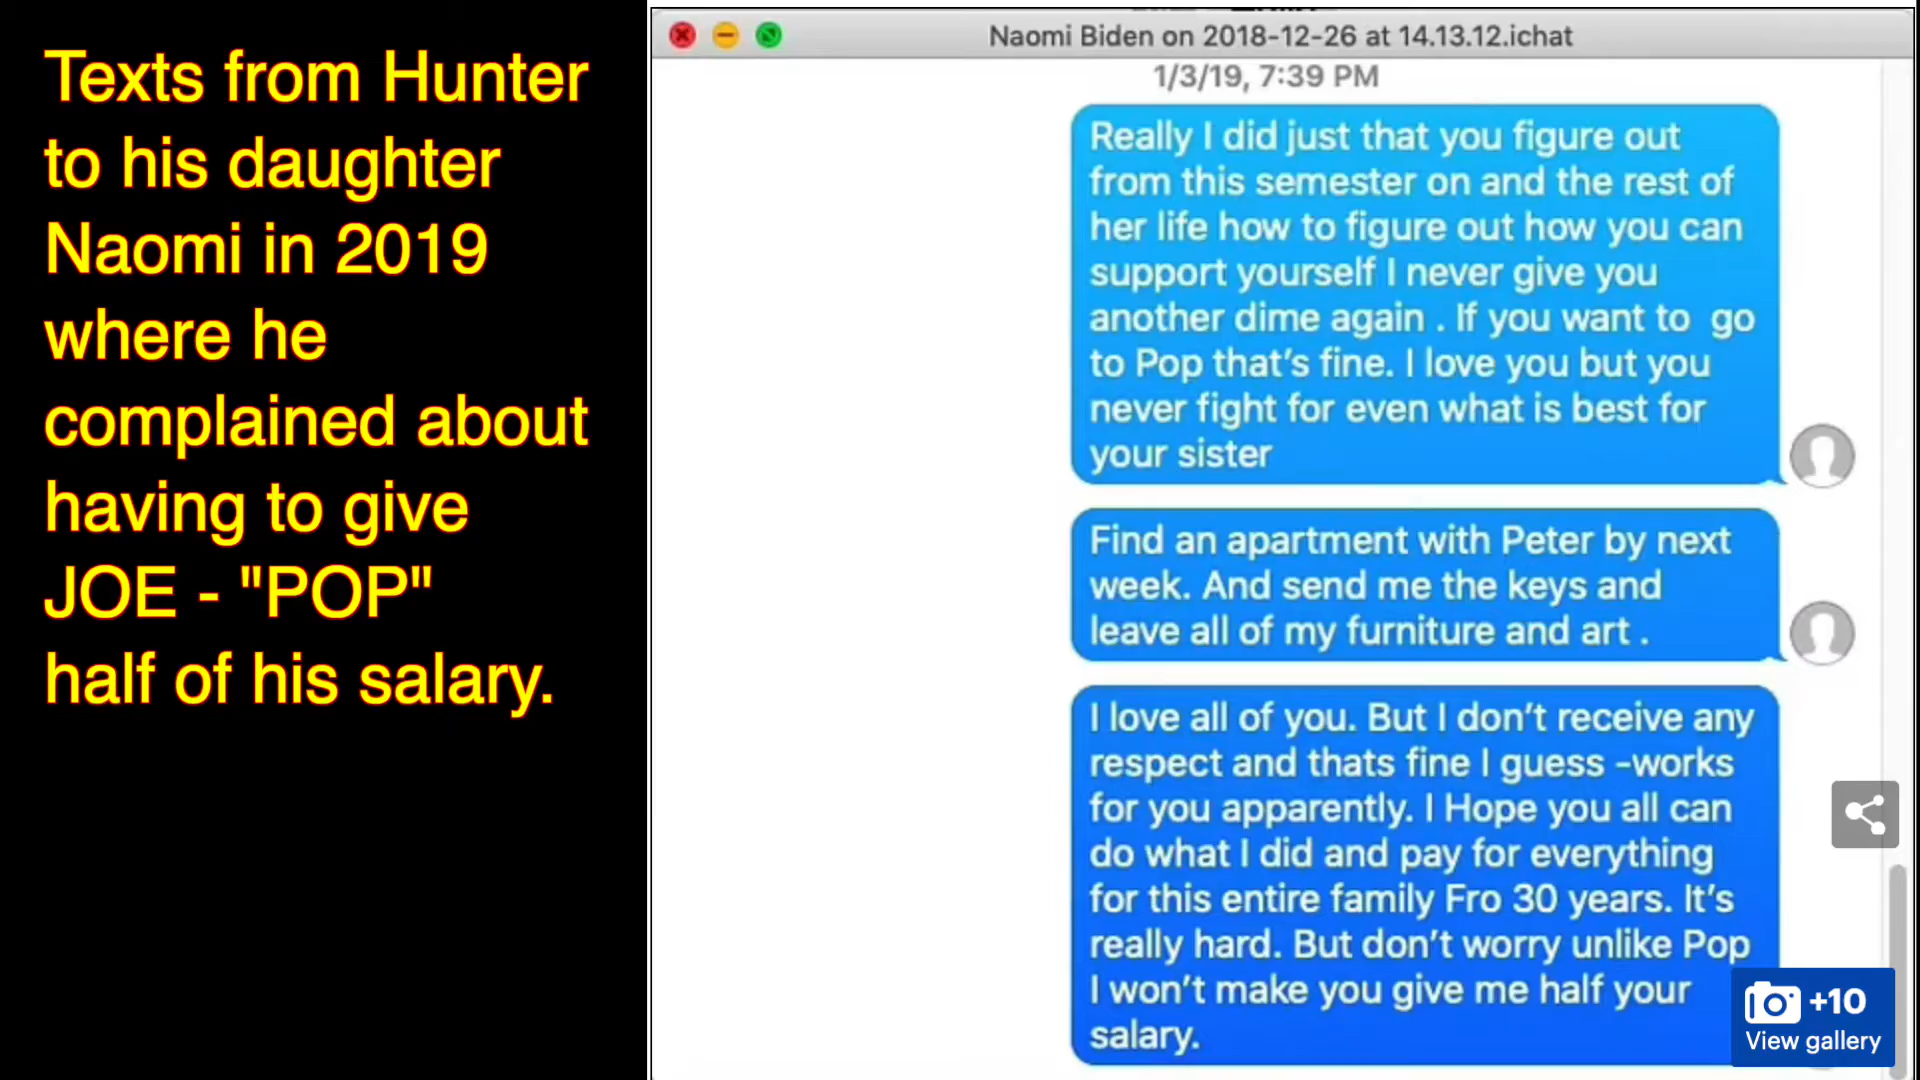 Texts from Hunter
to his daughter
Naomi in 2019
where he
complained about
having to give
JOE - "POP"
half of his salary.
Naomi Biden on 2018-12-26 at 14.13.12.ichat
1/3/19, 7:39 PM
Really I did just that you figure out
from this semester on and the rest of
her life how to figure out how you can
support yourself I never give you
another dime again . If you want to  go
to Pop that's fine. I love you but you
never fight for even what is best for
your sister
Find an apartment with Peter by next
week. And send me the keys and
leave all of my furniture and art .
I love all of you. But I don't receive any
respect and thats fine I guess -works
for you apparently. I Hope you all can
do what I did and pay for everything
for this entire family Fro 30 years. It's
really hard. But don't worry unlike Pop
I won't make you give me half your
salary.
+10
View gallery